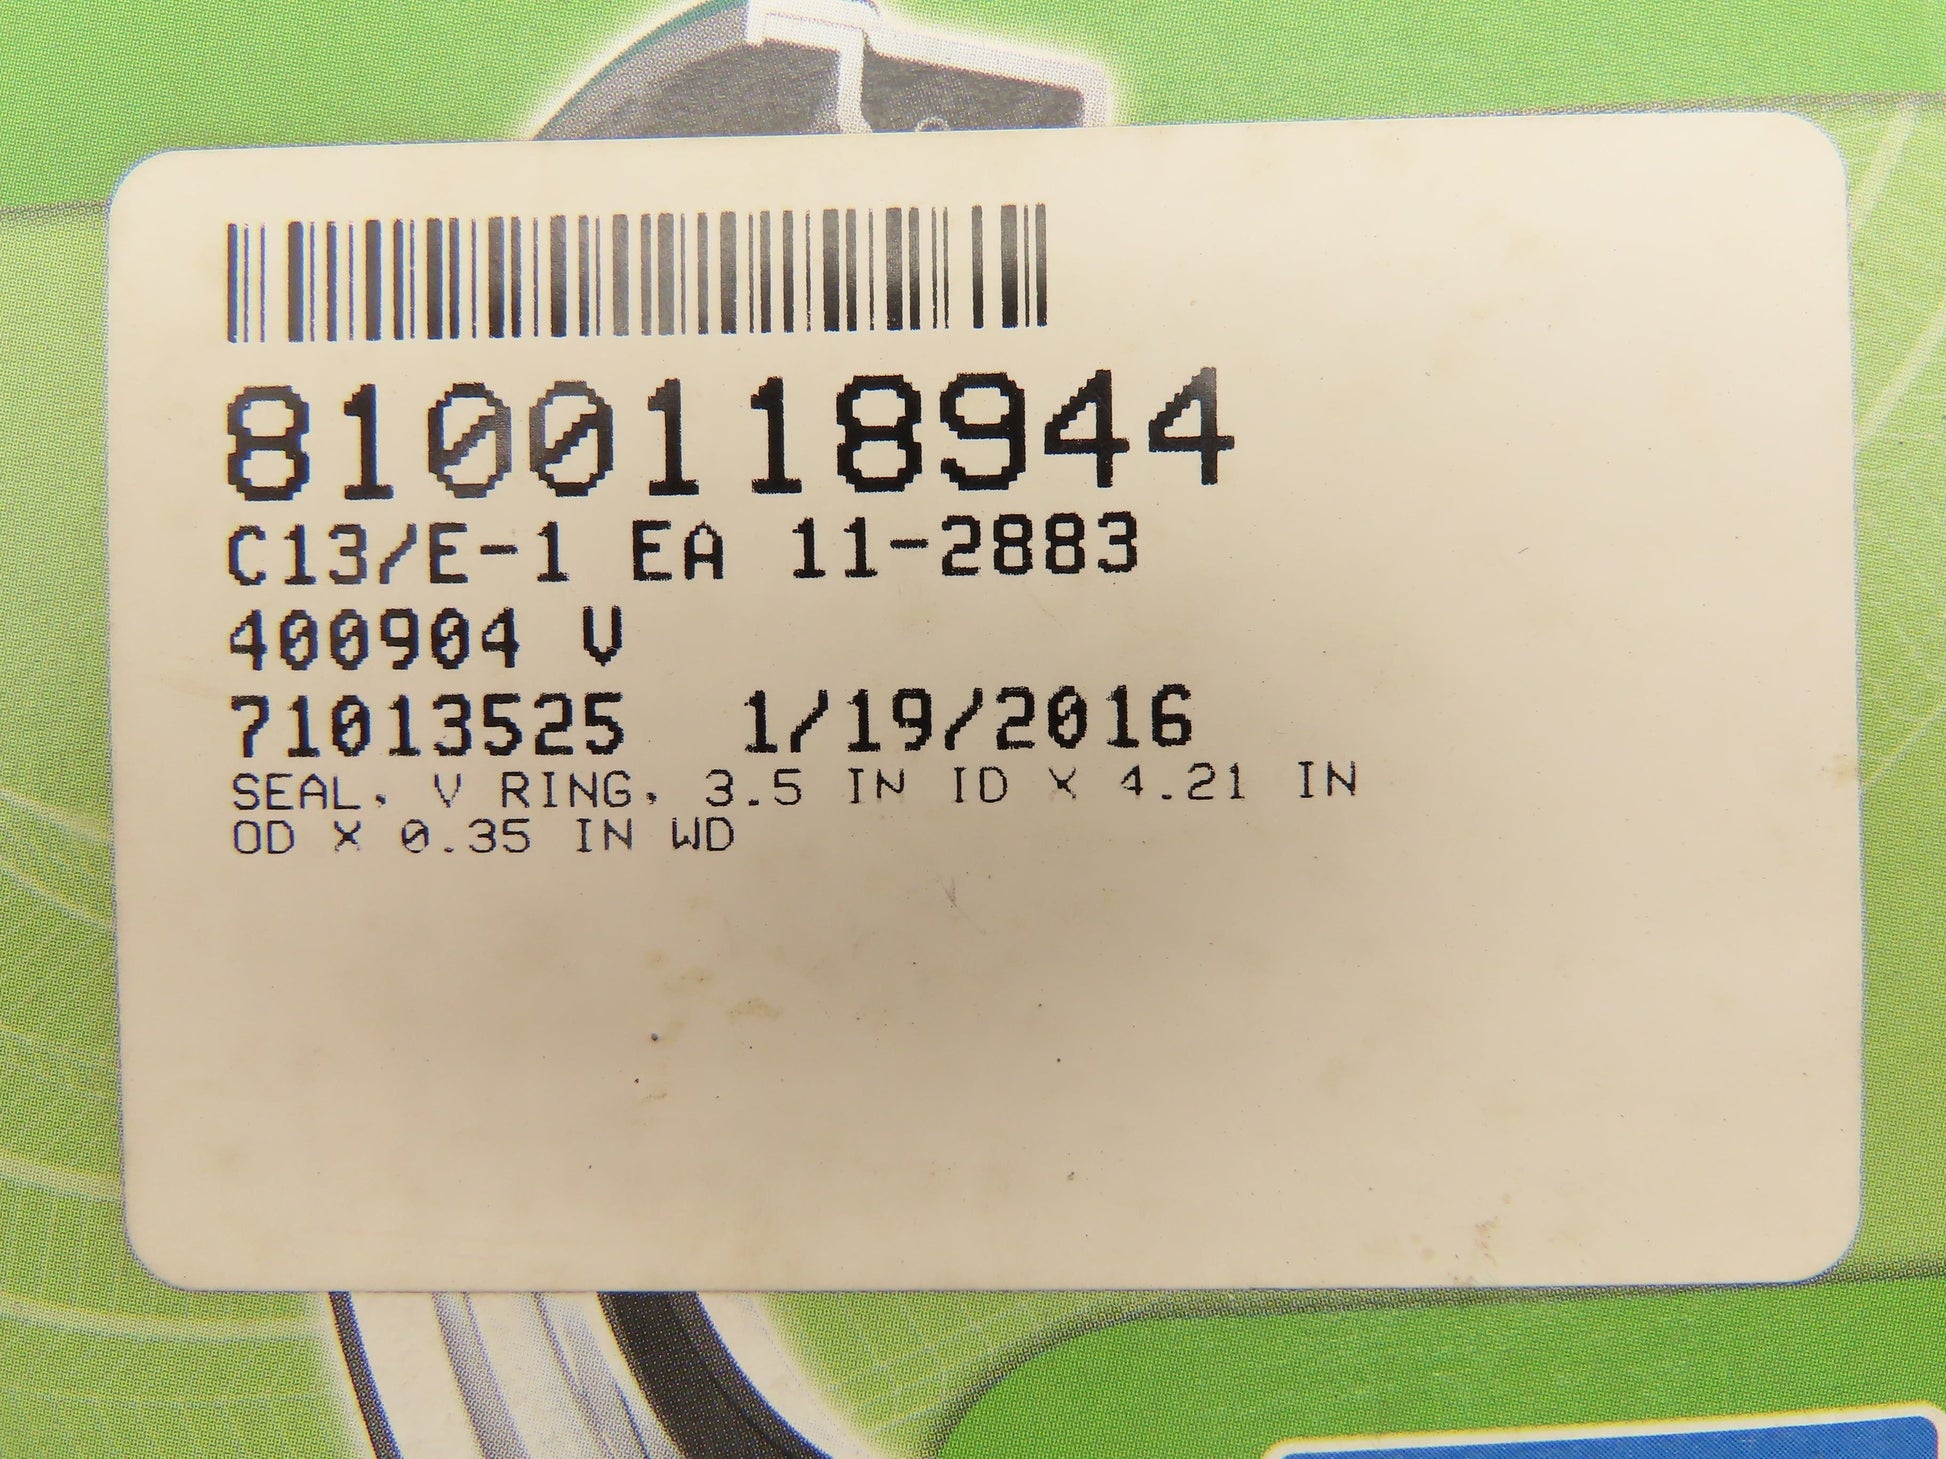 8100118944
C13/E-1 EA 11-2883
400904 V
71013525 1/19/2016
SEAL, V RING, 3.5 IN ID X 4.21 IN
OD X 0.35 IN WD